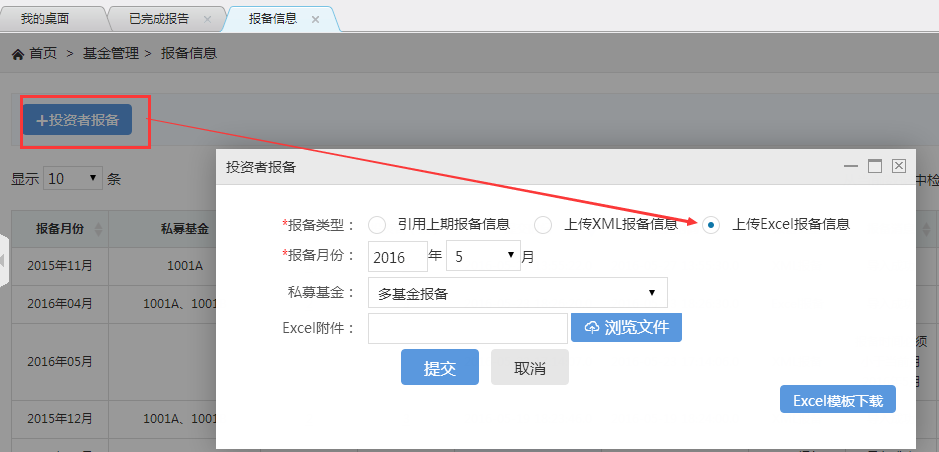 我的桌面 已完成报告 报备信息
首页 > 基金管理 > 报备信息
+投资者报备
显示 10 条
中检
报备月份 私募基金
2015年11月 1001A
2016年04月 1001A、1001
2016年05月
2015年12月 1001A、1001
须
投资者报备
*报备类型： 引用上期报备信息 上传XML报备信息 上传Excel报备信息
*报备月份： 2016 年 5 月
私募基金： 多基金报备
Excel附件： 浏览文件
提交 取消
Excel模板下载